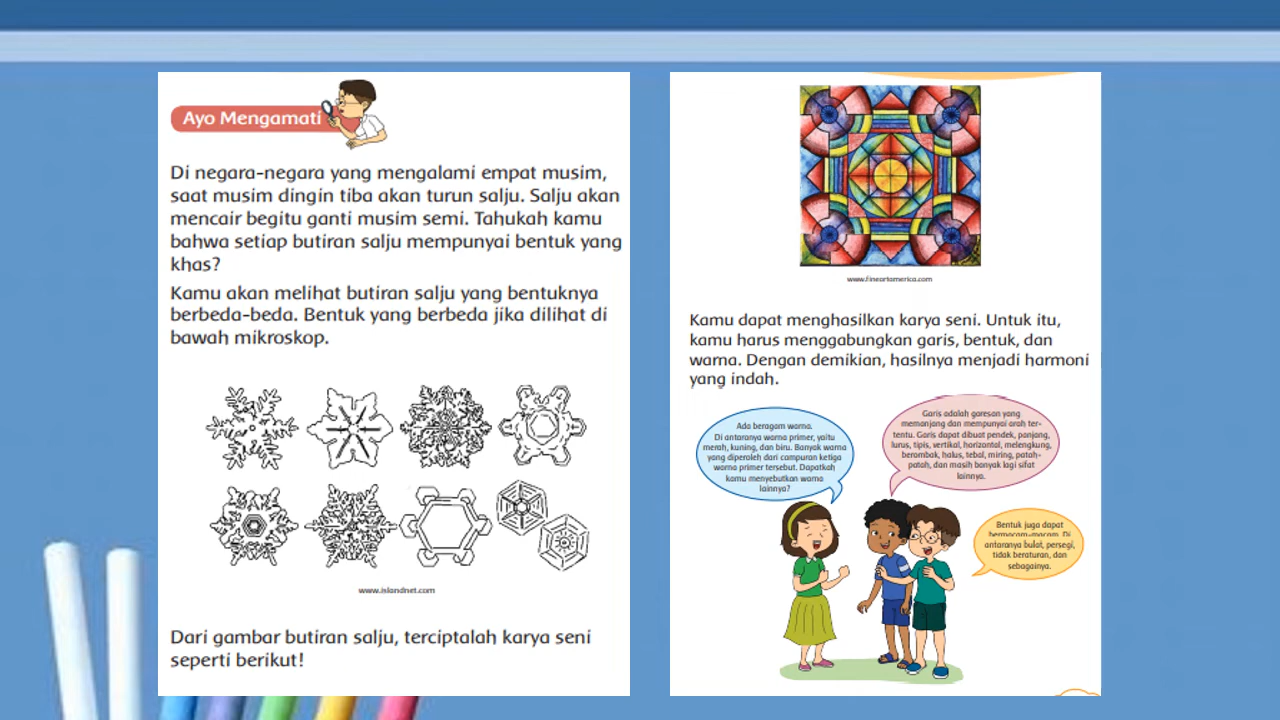 Ayo Mengamati
Di negara-negara yang mengalami empat musim,
saat musim dingin tiba akan turun salju. Salju akan
mencair begitu ganti musim semi. Tahukah kamu
bahwa setiap butiran salju mempunyai bentuk yang
khas?
Kamu akan melihat butiran salju yang bentuknya
berbeda-beda. Bentuk yang berbeda jika dilihat di
bawah mikroskop.
www.islandnet.com
Dari gambar butiran salju, terciptalah karya seni
seperti berikut!
www.fineartamerica.com
Kamu dapat menghasilkan karya seni. Untuk itu,
kamu harus menggabungkan garis, bentuk, dan
warna. Dengan demikian, hasilnya menjadi harmoni
yang indah.
Ada beragam warna.
Di antaranya warna primer, yaitu
merah, kuning, dan biru. Banyak warna
yang diperoleh dari campuran ketiga
warna primer tersebut. Dapatkah
kamu menyebutkan warna
lainnya?
Garis adalah goresan yang
memanjang dan mempunyai arah ter-
tentu. Garis dapat dibuat pendek, panjang,
lurus, tipis, vertikal, horizontal, melengkung,
berombak, halus, tebal, miring, patah-
patah, dan masih banyak lagi sifat
lainnya.
Bentuk juga dapat
bermacam-macam. Di
antaranya bulat, persegi,
tidak beraturan, dan
sebagainya.